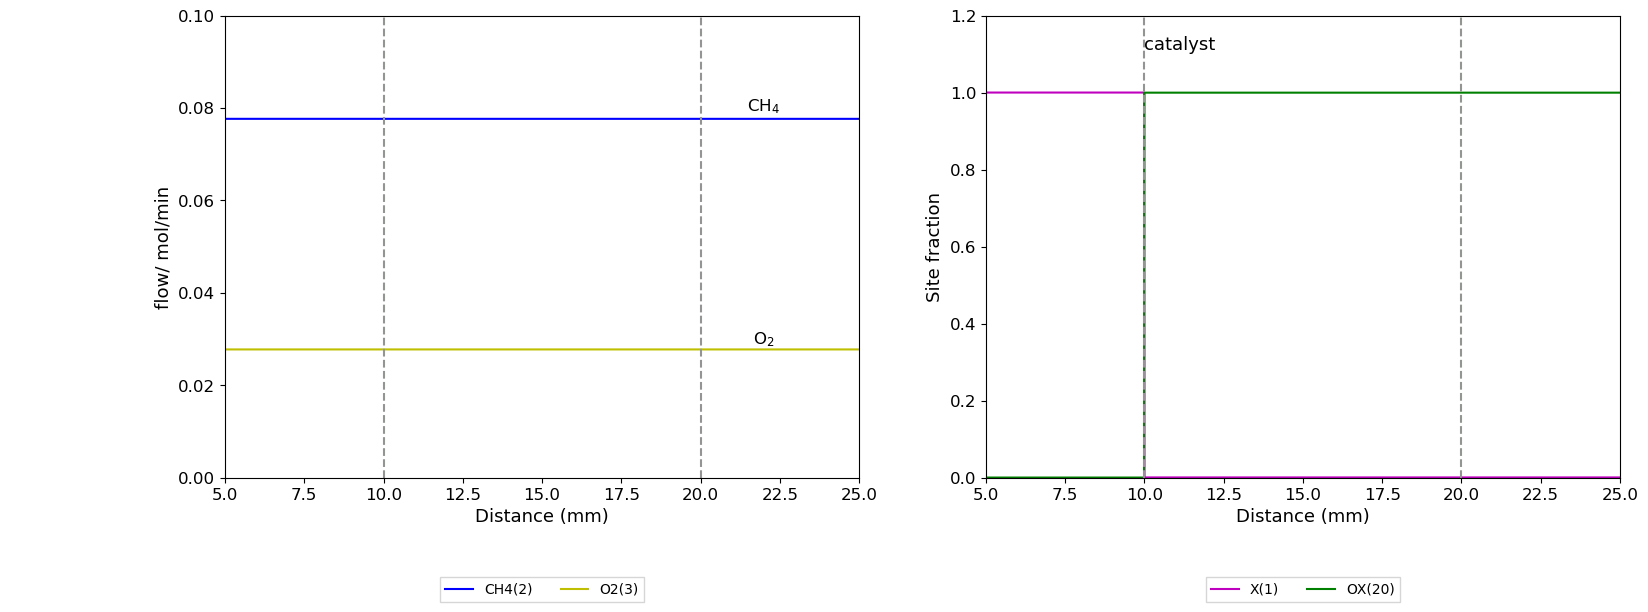 0.10
0.08
0.06
0.04
0.02
0.00
flow/ mol/min
CH₄
O₂
5.0 7.5 10.0 12.5 15.0 17.5 20.0 22.5 25.0
Distance (mm)
CH4(2) O2(3)
1.2
1.0
0.8
0.6
0.4
0.2
0.0
Site fraction
catalyst
5.0 7.5 10.0 12.5 15.0 17.5 20.0 22.5 25.0
Distance (mm)
X(1) OX(20)